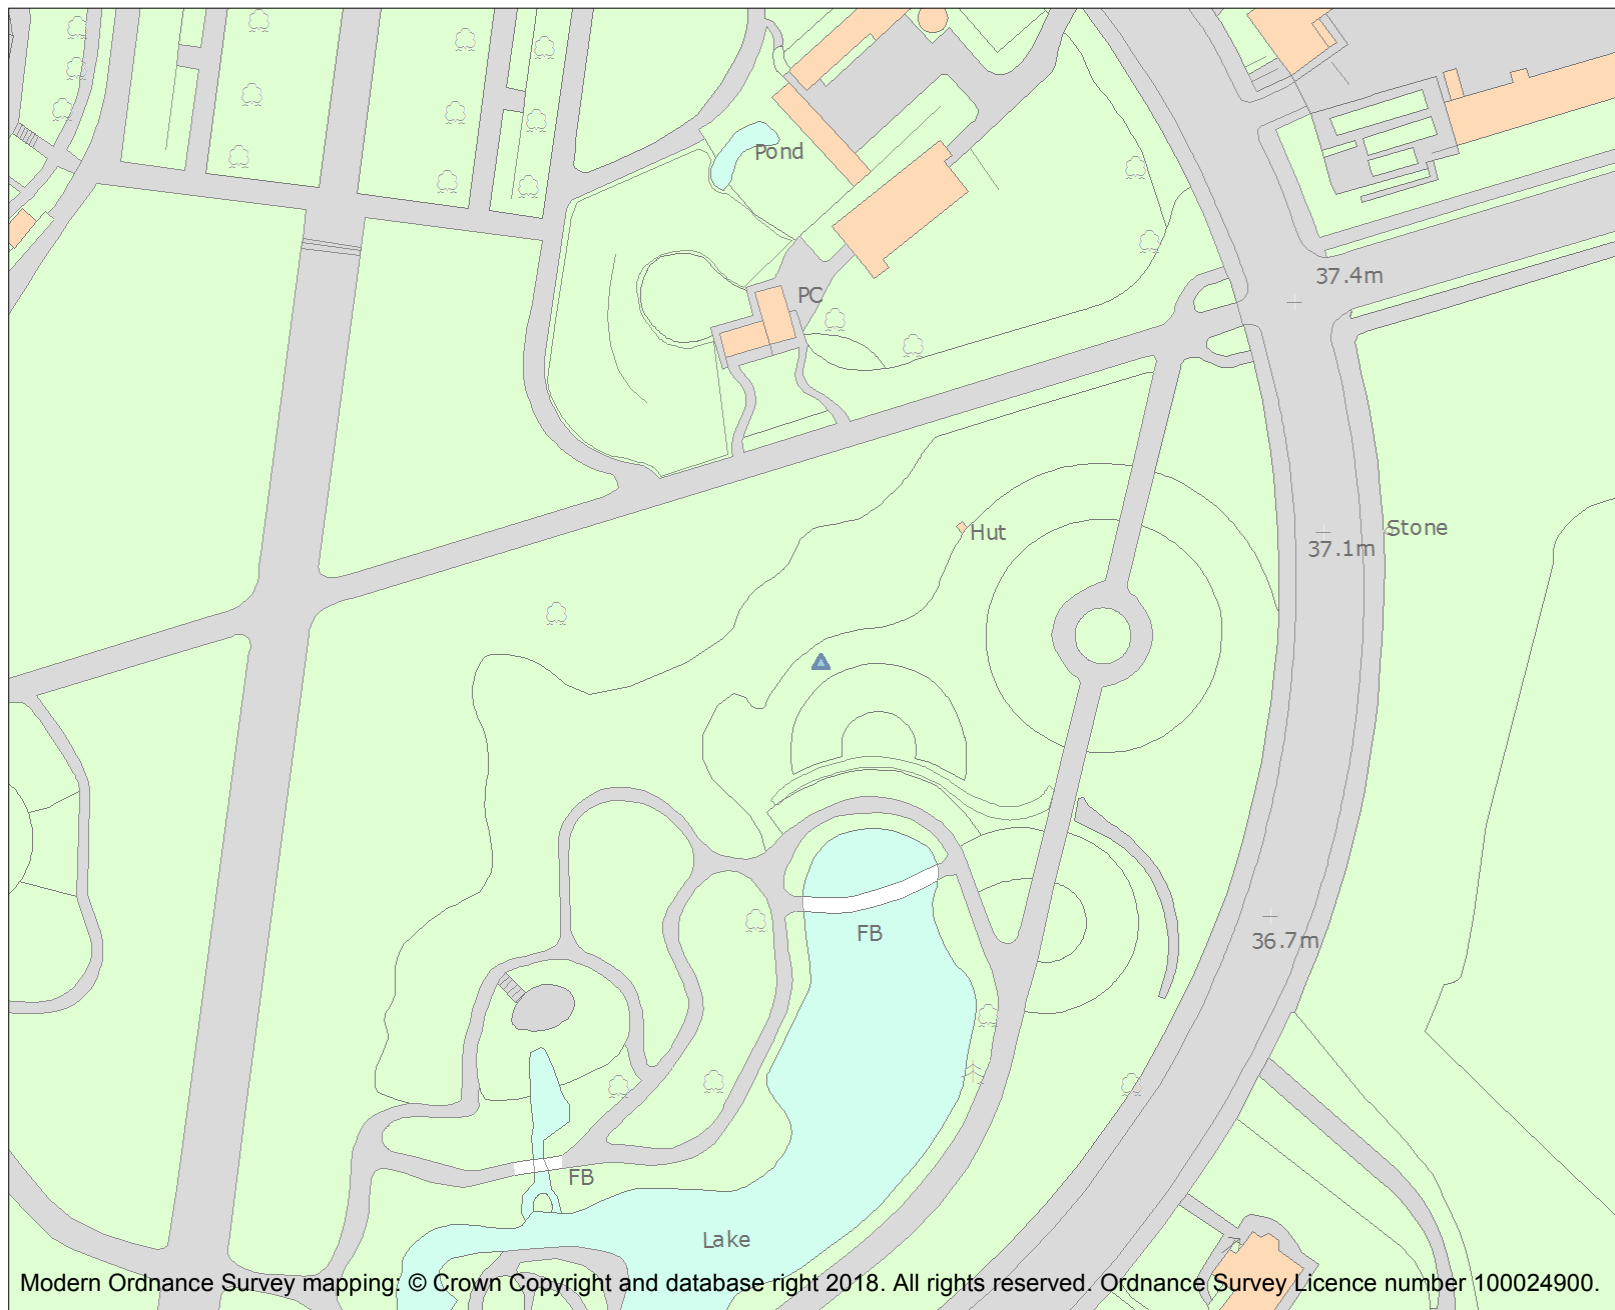 Pond
37.4m
PC
Hut
Stone
37.1m
FB
36.7m
FB
Lake
Modern Ordnance Survey mapping: © Crown Copyright and database right 2018. All rights reserved. Ordnance Survey Licence number 100024900.